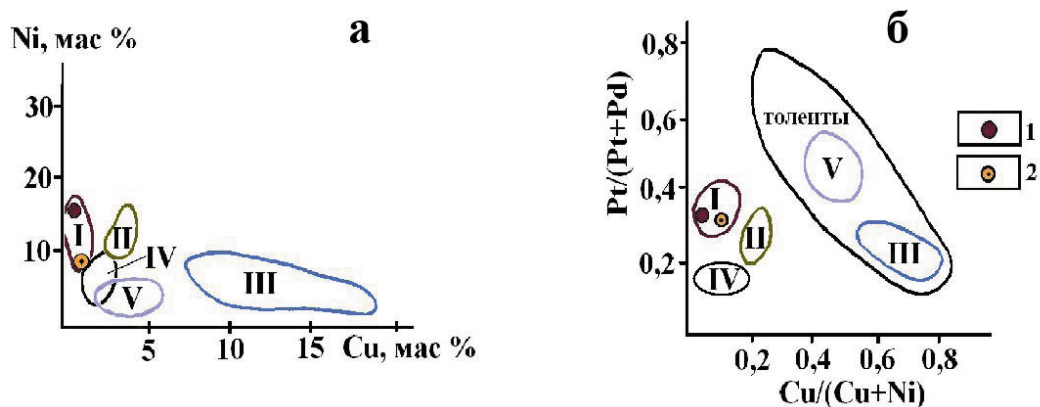 Ni, мас %
а
30
20
10
I
II
IV
V
III
5
10
15
Cu, мас %
б
Pt/(Pt+Pd)
0,8
0,6
0,4
0,2
толенты
V
I
II
III
IV
0,2
0,4
0,6
0,8
Cu/(Cu+Ni)
1
2